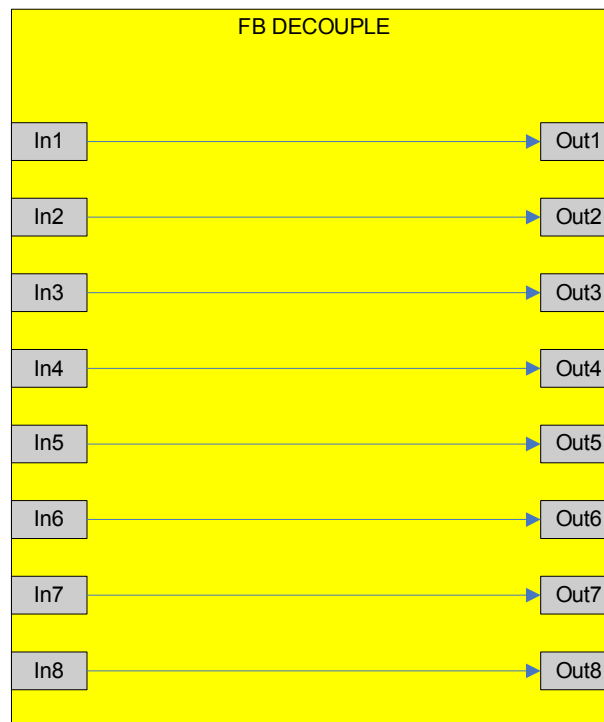 FB DECOUPLE
In1 Out1
In2 Out2
In3 Out3
In4 Out4
In5 Out5
In6 Out6
In7 Out7
In8 Out8